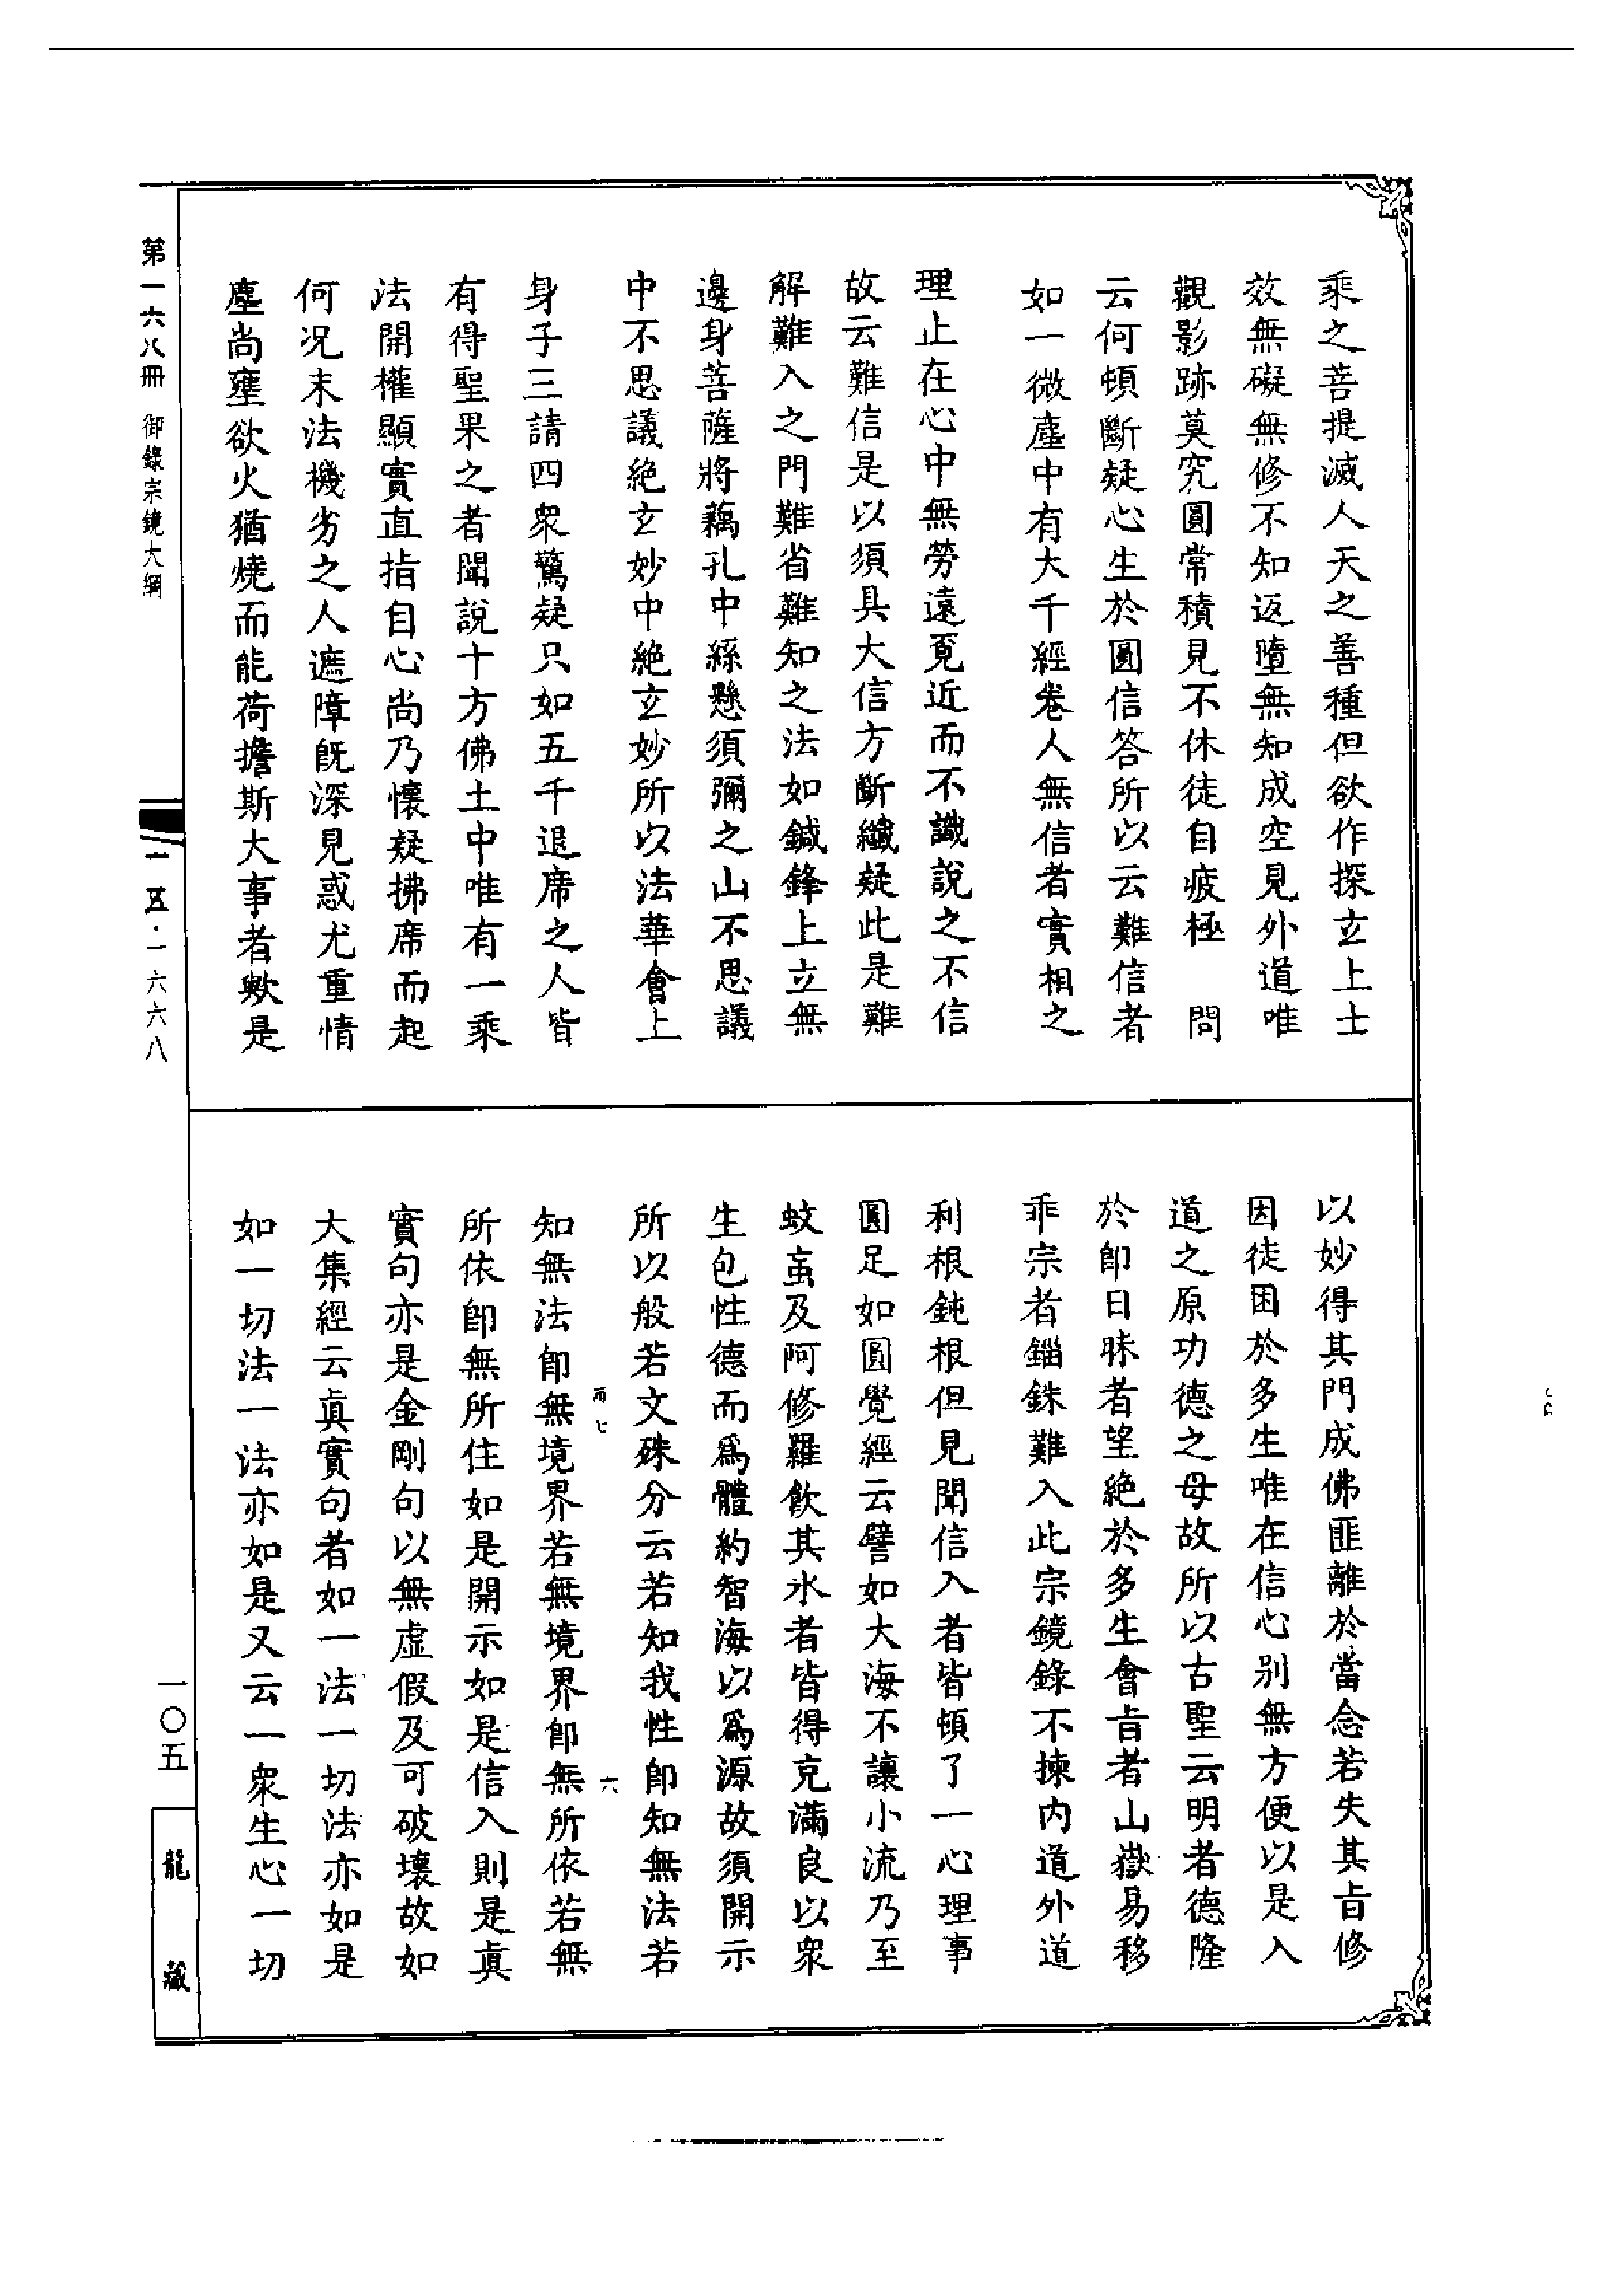 乘之菩提滅人天之善種但欲作探玄上士
效無礙無修不知返墮無知成空見外道唯
觀影跡莫究圓常積見不休徒自疲極　問
云何頓斷疑心生於圓信答所以云難信者
如一微塵中有大千經卷人無信者實相之
理止在心中無勞遠覓近而不識說之不信
故云難信是以須具大信方斷纖疑此是難
解難入之門難省難知之法如鍼鋒上立無
邊身菩薩將藕孔中絲懸須彌之山不思議
中不思議絕玄妙中絕玄妙所以法華會上
身子三請四眾驚疑只如五千退席之人皆
有得聖果之者聞說十方佛土中唯有一乘
法開權顯實直指自心尚乃懷疑拂席而起
何况末法機劣之人遮障旣深見惑尤重情
塵尚壅欲火猶燒而能荷擔斯大事者歟是
以妙得其門成佛匪離於當念若失其旨修
因徒困於多生唯在信心別無方便以是入
道之原功德之母故所以古聖云明者德隆
於即日昧者望絕於多生會旨者山嶽易移
乖宗者錙銖難入此宗鏡錄不揀內道外道
利根鈍根但見聞信入者皆頓了一心理事
圓足如圓覺經云譬如大海不讓小流乃至
蚊䖟及阿修羅飲其水者皆得充滿良以眾
生包性德而爲體約智海以爲源故須開示
所以般若文殊分云若知我性即知無法若
知無法即無境界若無境界即無所依若無
所依即無所住如是開示如是信入則是真
實句亦是金剛句以無虛假及可破壞故如
大集經云真實句者如一法一切法亦如是
如一切法一法亦如是又云一眾生心一切
而七
六
第一六八冊　御錄宗鏡大綱
一五·一六六八
一〇五
龍藏